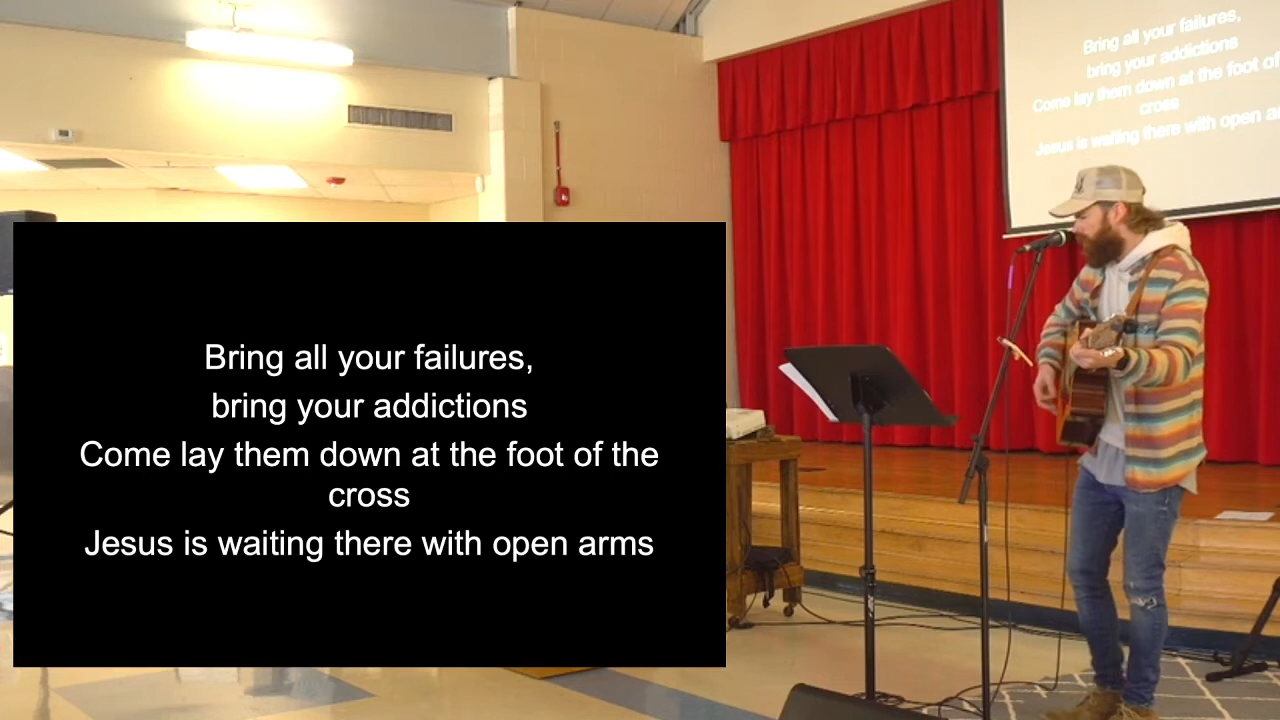 Bring all your failures,
bring your addictions
Come lay them down at the foot of
cross
Jesus is waiting there with open
Bring all your failures,
bring your addictions
Come lay them down at the foot of the
cross
Jesus is waiting there with open arms